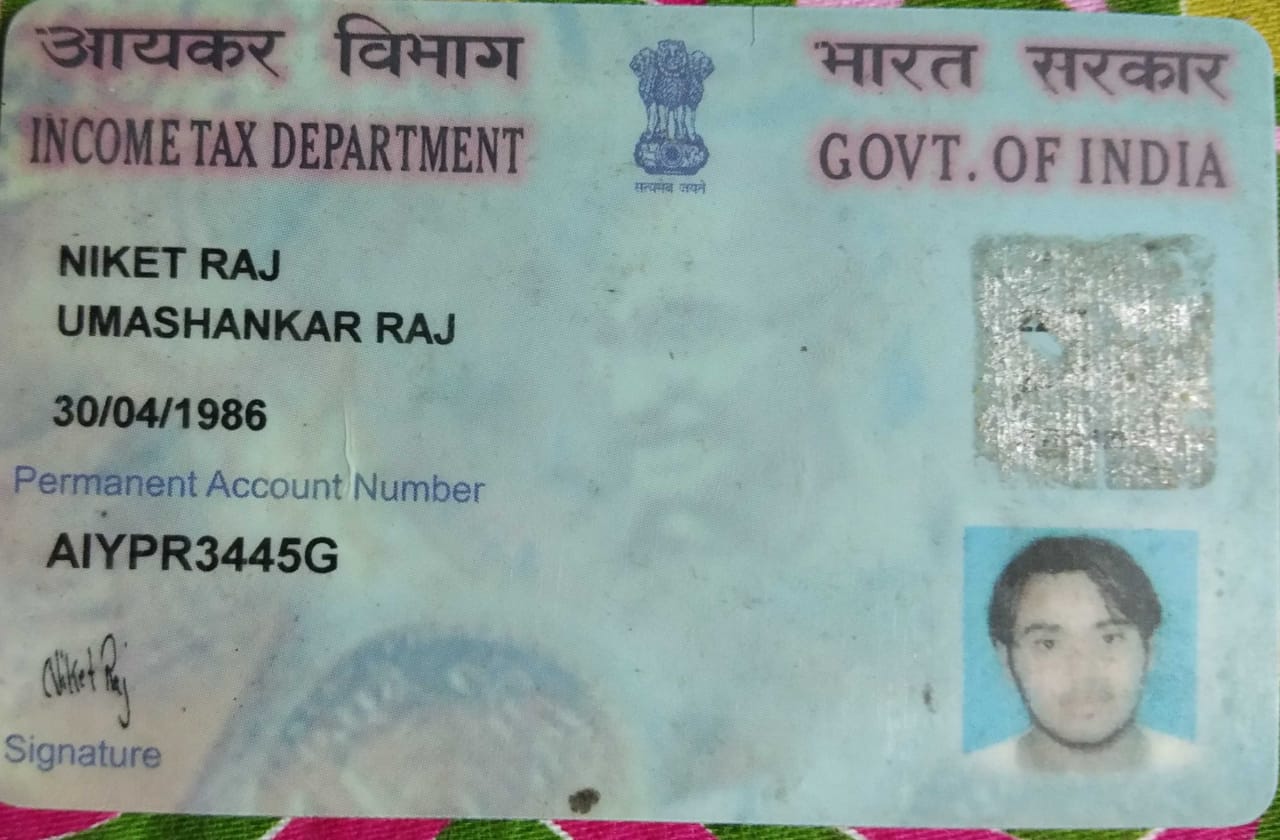 आयकर विभाग
INCOME TAX DEPARTMENT
सत्यमेव जयते
भारत सरकार
GOVT. OF INDIA
NIKET RAJ
UMASHANKAR RAJ
30/04/1986
Permanent Account Number
AIYPR3445G
Niket Raj
Signature